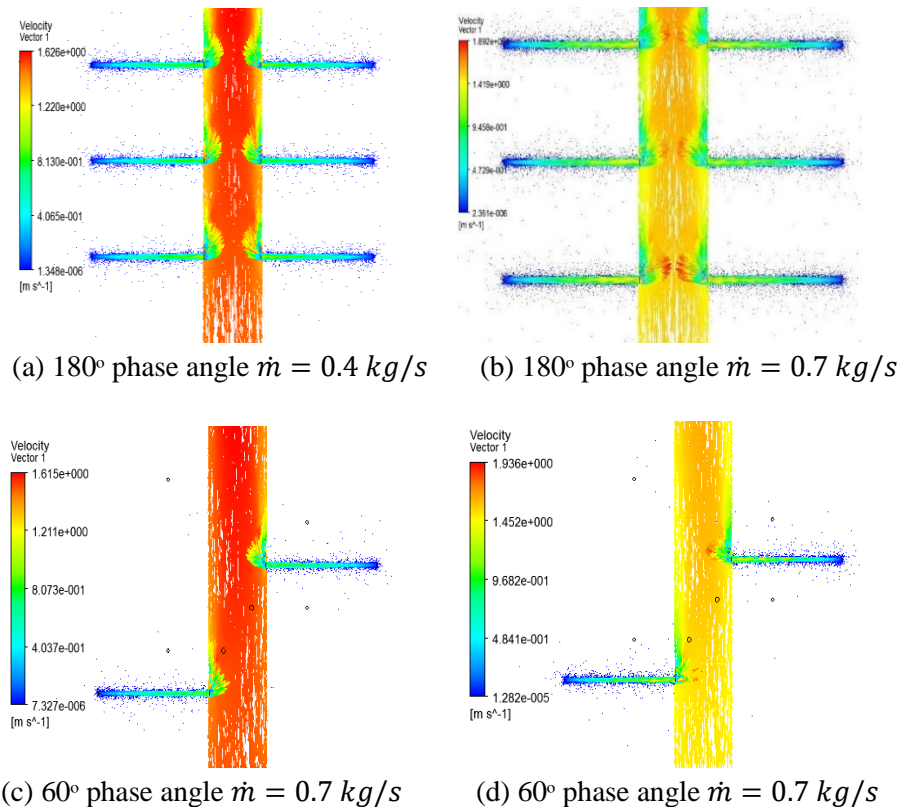 Velocity
Vector 1
1.626e+000
1.220e+000
8.130e-001
4.065e-001
1.348e-006
[m s^-1]
Velocity
Vector 1
1.892e+000
1.419e+000
9.458e-001
4.729e-001
2.361e-006
[m s^-1]
(a) 180º phase angle ṁ = 0.4 kg/s
(b) 180º phase angle ṁ = 0.7 kg/s
Velocity
Vector 1
1.615e+000
1.211e+000
8.073e-001
4.037e-001
7.327e-006
[m s^-1]
Velocity
Vector 1
1.936e+000
1.452e+000
9.682e-001
4.841e-001
1.282e-005
[m s^-1]
(c) 60º phase angle ṁ = 0.7 kg/s
(d) 60º phase angle ṁ = 0.7 kg/s